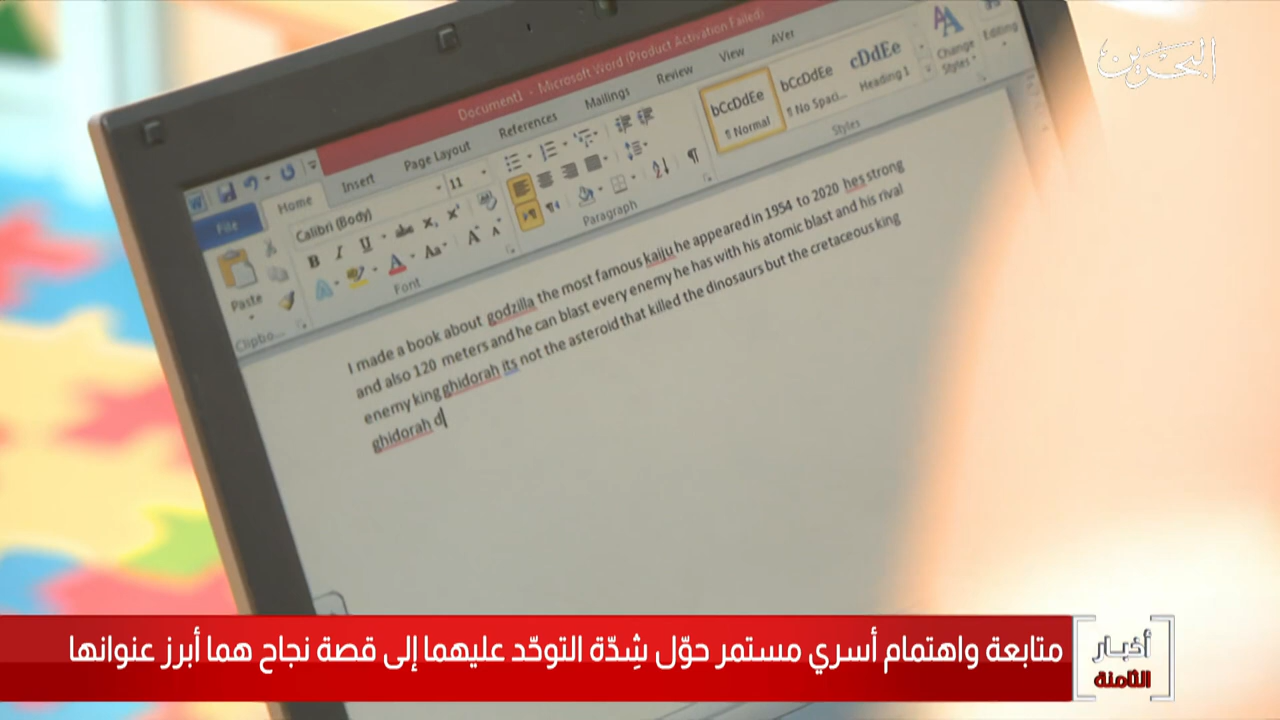 البحرين
Document1 - Microsoft Word (Product Activation Failed)
File
Home
Insert
Page Layout
References
Mailings
Review
View
AVer
Paste
Clipbo...
Calibri (Body)
11
Font
Paragraph
bCcDdEe
¶ Normal
bCcDdEe
¶ No Spaci...
cDdEe
Heading 1
Change
Styles
Styles
Editing
I made a book about godzilla the most famous kaiju he appeared in 1954 to 2020 hes strong
and also 120 meters and he can blast every enemy he has with his atomic blast and his rival
enemy king ghidorah its not the asteroid that killed the dinosaurs but the cretaceous king
ghidorah d
أخبار
الثامنة
متابعة واهتمام أسري مستمر حوّل شِدّة التوحّد عليهما إلى قصة نجاح هما أبرز عنوانها